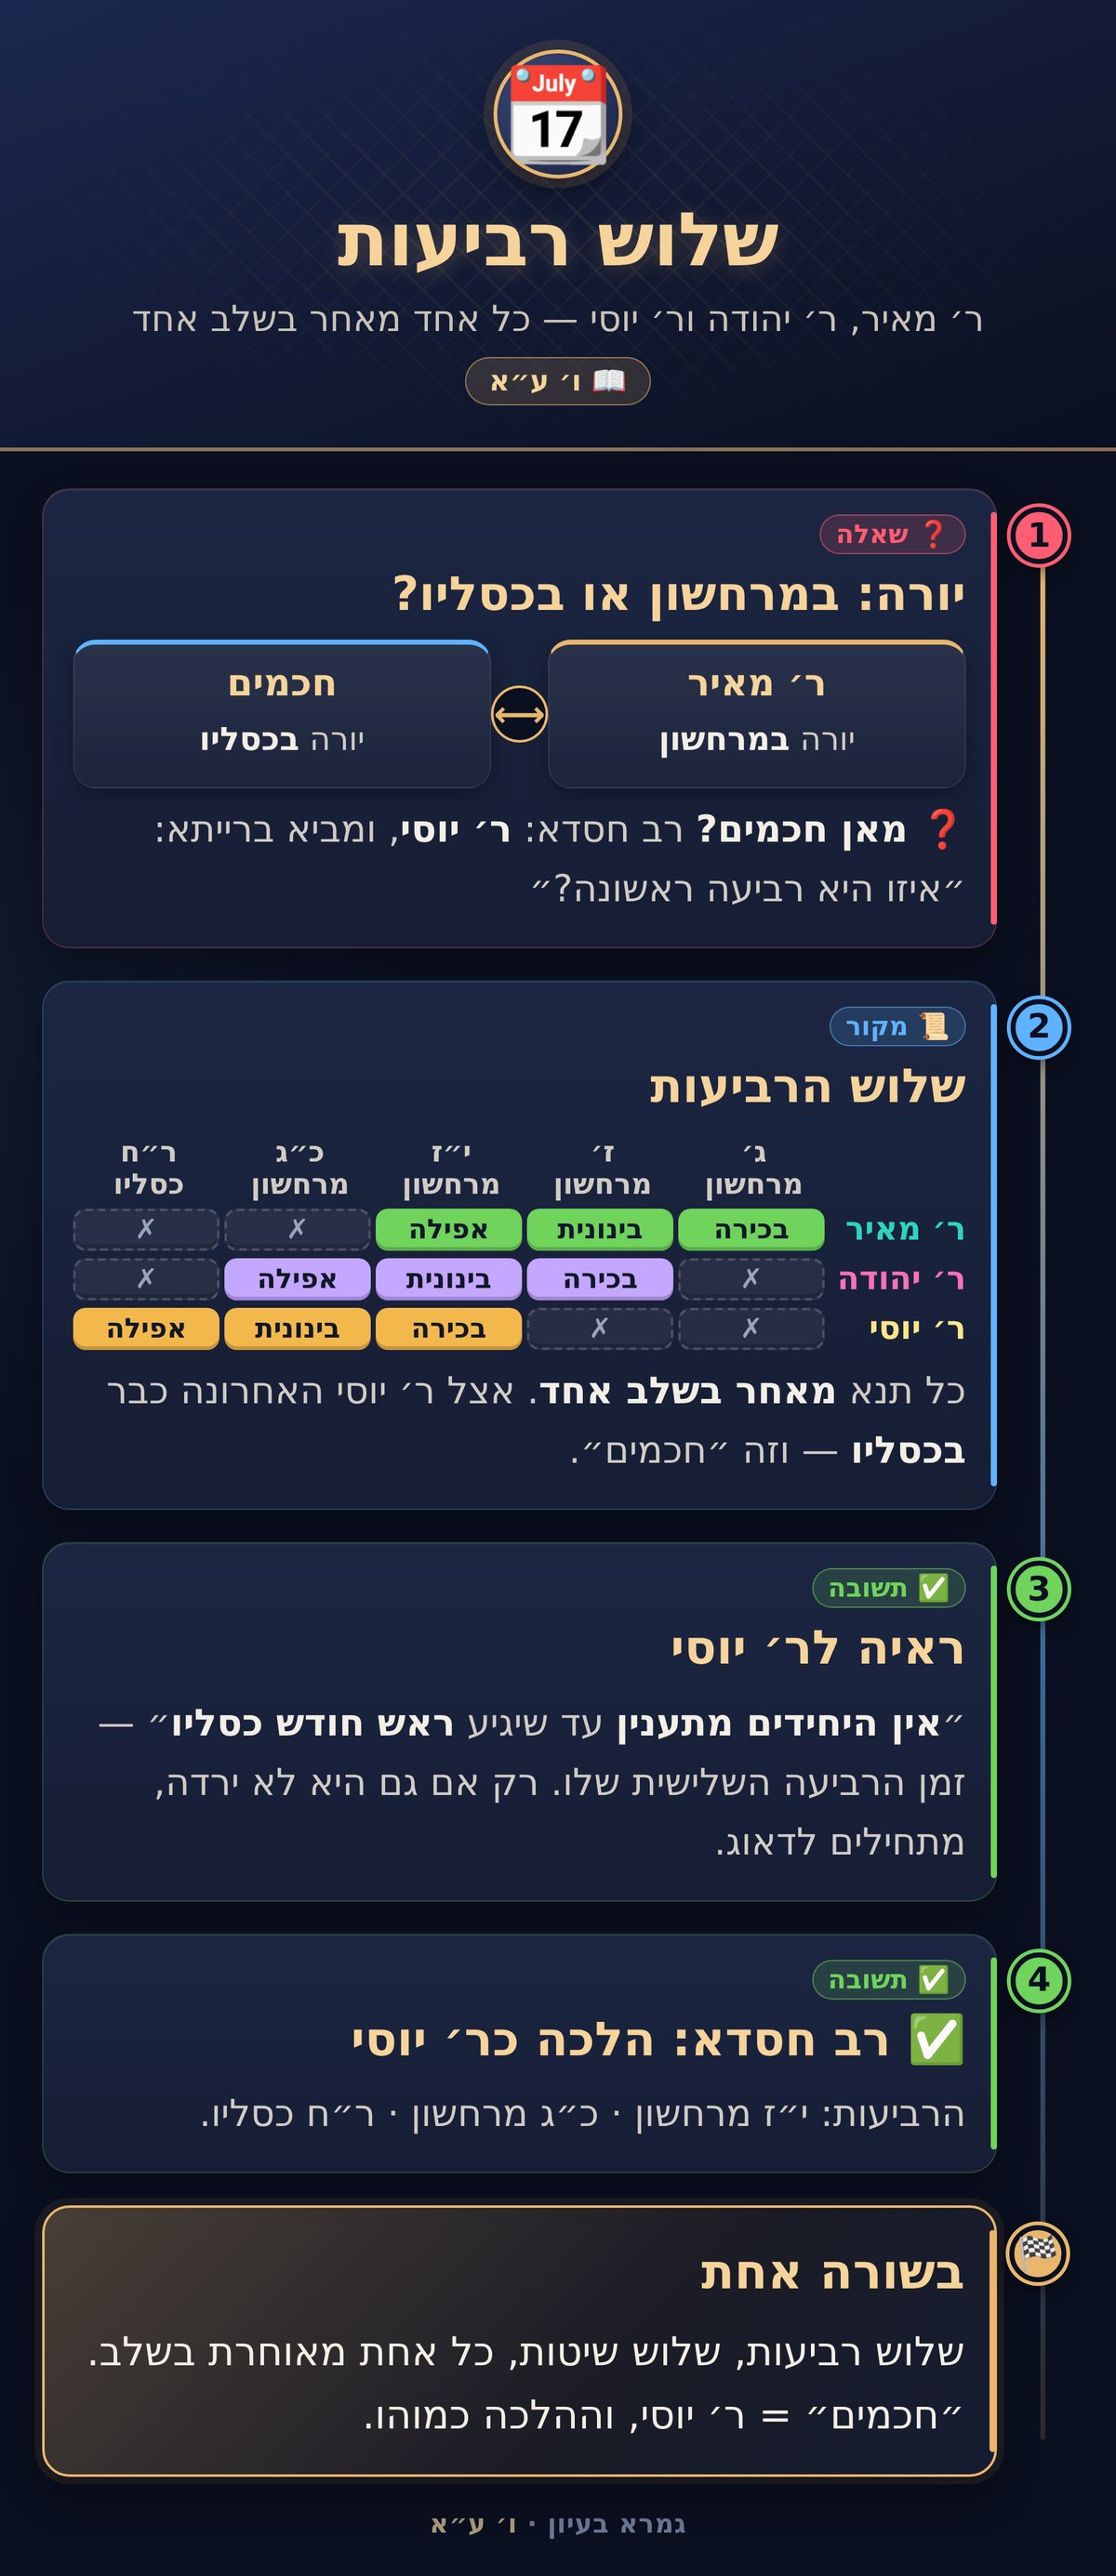 July
17
שלוש רביעות
ר׳ מאיר, ר׳ יהודה ור׳ יוסי — כל אחד מאחר בשלב אחד
📖 ו׳ ע״א
1
❓ שאלה
יורה: במרחשון או בכסליו?
ר׳ מאיר
יורה במרחשון
⟷
חכמים
יורה בכסליו
❓ מאן חכמים? רב חסדא: ר׳ יוסי, ומביא ברייתא:
״איזו היא רביעה ראשונה?״
2
📜 מקור
שלוש הרביעות
ג׳ ז׳ י״ז כ״ג ר״ח
מרחשון מרחשון מרחשון מרחשון כסליו
ר׳ מאיר בכירה בינונית אפילה ✗ ✗
ר׳ יהודה ✗ בכירה בינונית אפילה ✗
ר׳ יוסי ✗ ✗ בכירה בינונית אפילה
כל תנא מאחר בשלב אחד. אצל ר׳ יוסי האחרונה כבר
בכסליו — וזה ״חכמים״.
3
✅ תשובה
ראיה לר׳ יוסי
״אין היחידים מתענין עד שיגיע ראש חודש כסליו״ —
זמן הרביעה השלישית שלו. רק אם גם היא לא ירדה,
מתחילים לדאוג.
4
✅ תשובה
✅ רב חסדא: הלכה כר׳ יוסי
הרביעות: י״ז מרחשון · כ״ג מרחשון · ר״ח כסליו.
בשורה אחת
שלוש רביעות, שלוש שיטות, כל אחת מאוחרת בשלב.
״חכמים״ = ר׳ יוסי, וההלכה כמוהו.
גמרא בעיון · ו׳ ע״א